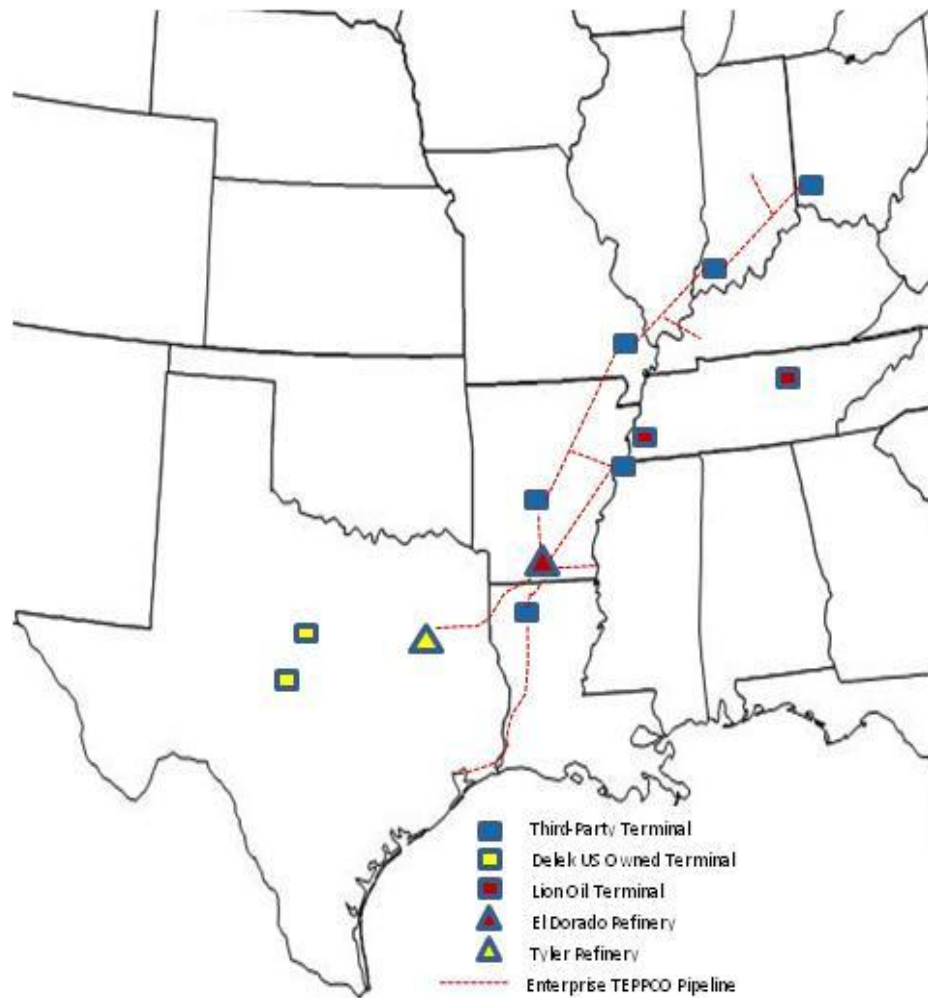 Third-Party Terminal
Delek US Owned Terminal
Lion Oil Terminal
El Dorado Refinery
Tyler Refinery
Enterprise TEPPCO Pipeline